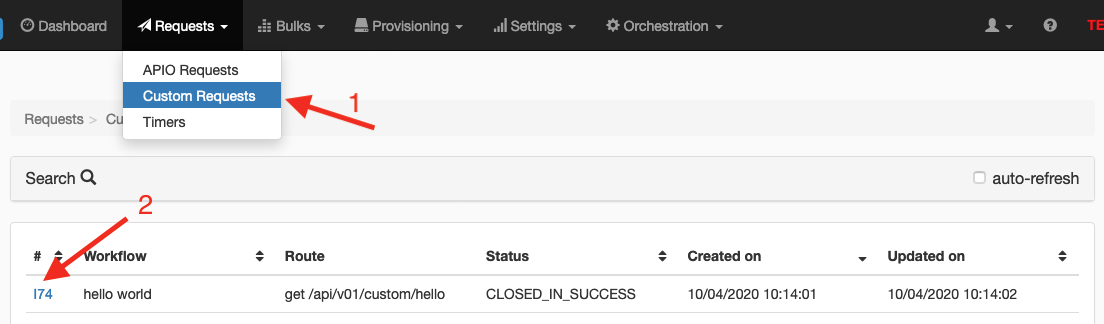 Dashboard Requests Bulks Provisioning Settings Orchestration TE
APIO Requests
Custom Requests
1
Timers
Requests > Cu
Search auto-refresh
2
# Workflow Route Status Created on Updated on
I74 hello world get /api/v01/custom/hello CLOSED_IN_SUCCESS 10/04/2020 10:14:01 10/04/2020 10:14:02